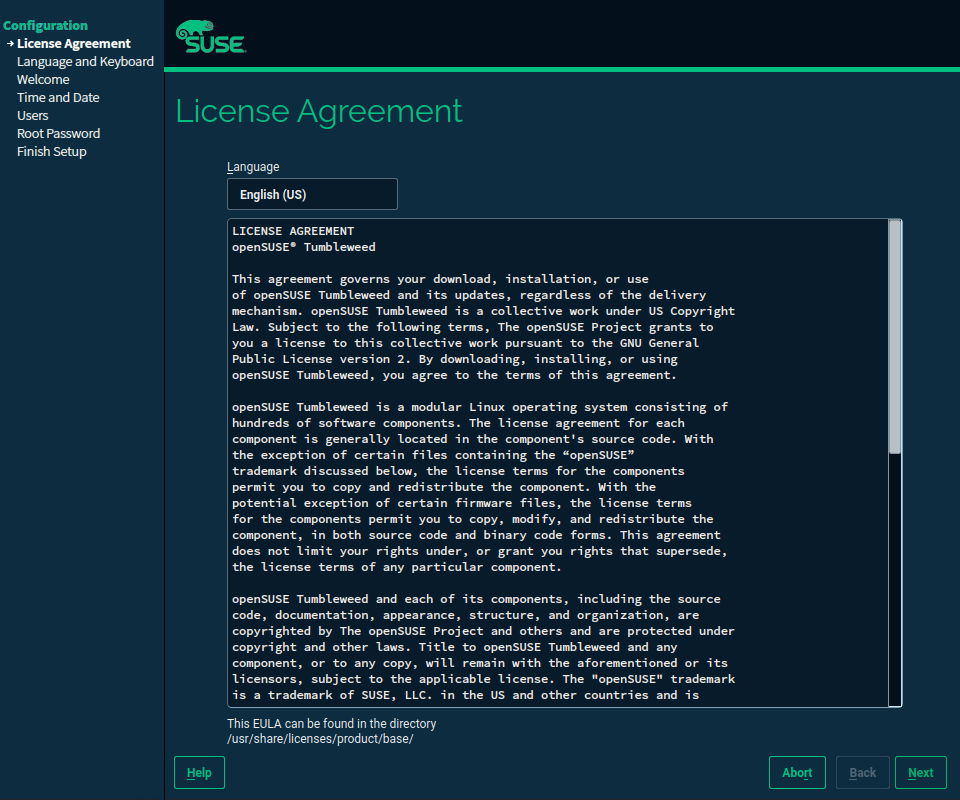 Configuration
License Agreement
Language and Keyboard
Welcome
Time and Date
Users
Root Password
Finish Setup
SUSE
License Agreement
Language
English (US)
LICENSE AGREEMENT
openSUSE® Tumbleweed
This agreement governs your download, installation, or use
of openSUSE Tumbleweed and its updates, regardless of the delivery
mechanism. openSUSE Tumbleweed is a collective work under US Copyright
Law. Subject to the following terms, The openSUSE Project grants to
you a license to this collective work pursuant to the GNU General
Public License version 2. By downloading, installing, or using
openSUSE Tumbleweed, you agree to the terms of this agreement.
openSUSE Tumbleweed is a modular Linux operating system consisting of
hundreds of software components. The license agreement for each
component is generally located in the component's source code. With
the exception of certain files containing the “openSUSE”
trademark discussed below, the license terms for the components
permit you to copy and redistribute the component. With the
potential exception of certain firmware files, the license terms
for the components permit you to copy, modify, and redistribute the
component, in both source code and binary code forms. This agreement
does not limit your rights under, or grant you rights that supersede,
the license terms of any particular component.
openSUSE Tumbleweed and each of its components, including the source
code, documentation, appearance, structure, and organization, are
copyrighted by The openSUSE Project and others and are protected under
copyright and other laws. Title to openSUSE Tumbleweed and any
component, or to any copy, will remain with the aforementioned or its
licensors, subject to the applicable license. The "openSUSE" trademark
is a trademark of SUSE, LLC. in the US and other countries and is
This EULA can be found in the directory
/usr/share/licenses/product/base/
Help
Abort
Back
Next